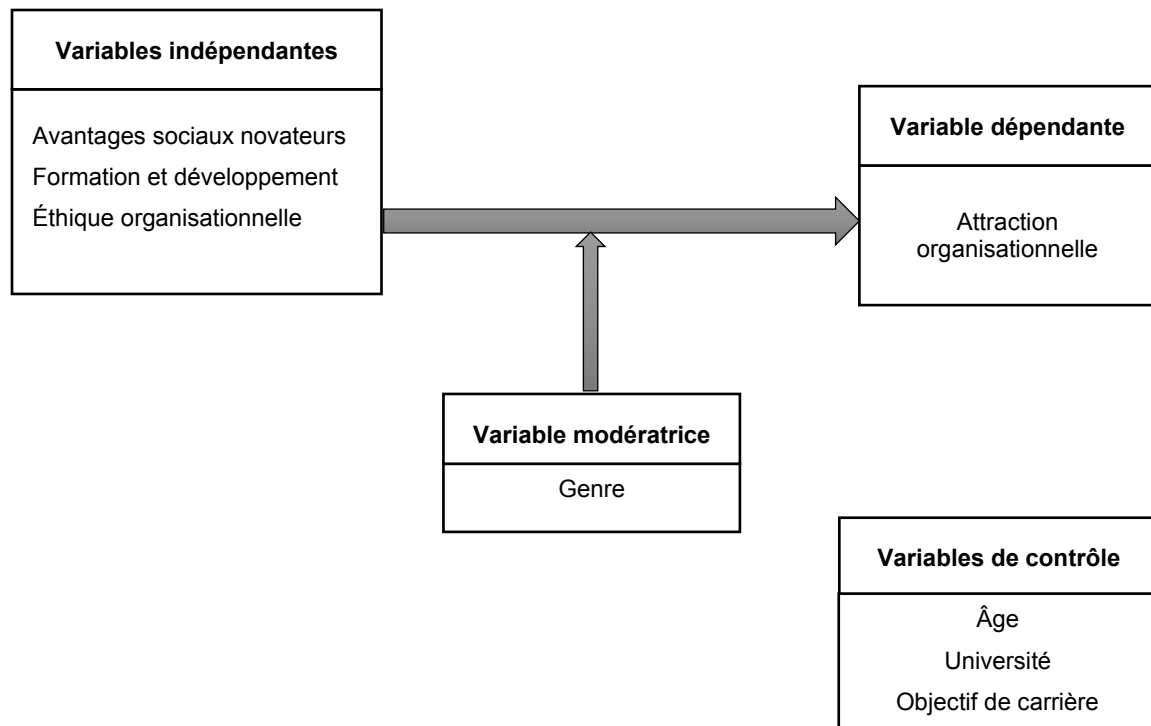 Variables indépendantes
Avantages sociaux novateurs
Formation et développement
Éthique organisationnelle
Variable dépendante
Attraction
organisationnelle
Variable modératrice
Genre
Variables de contrôle
Âge
Université
Objectif de carrière